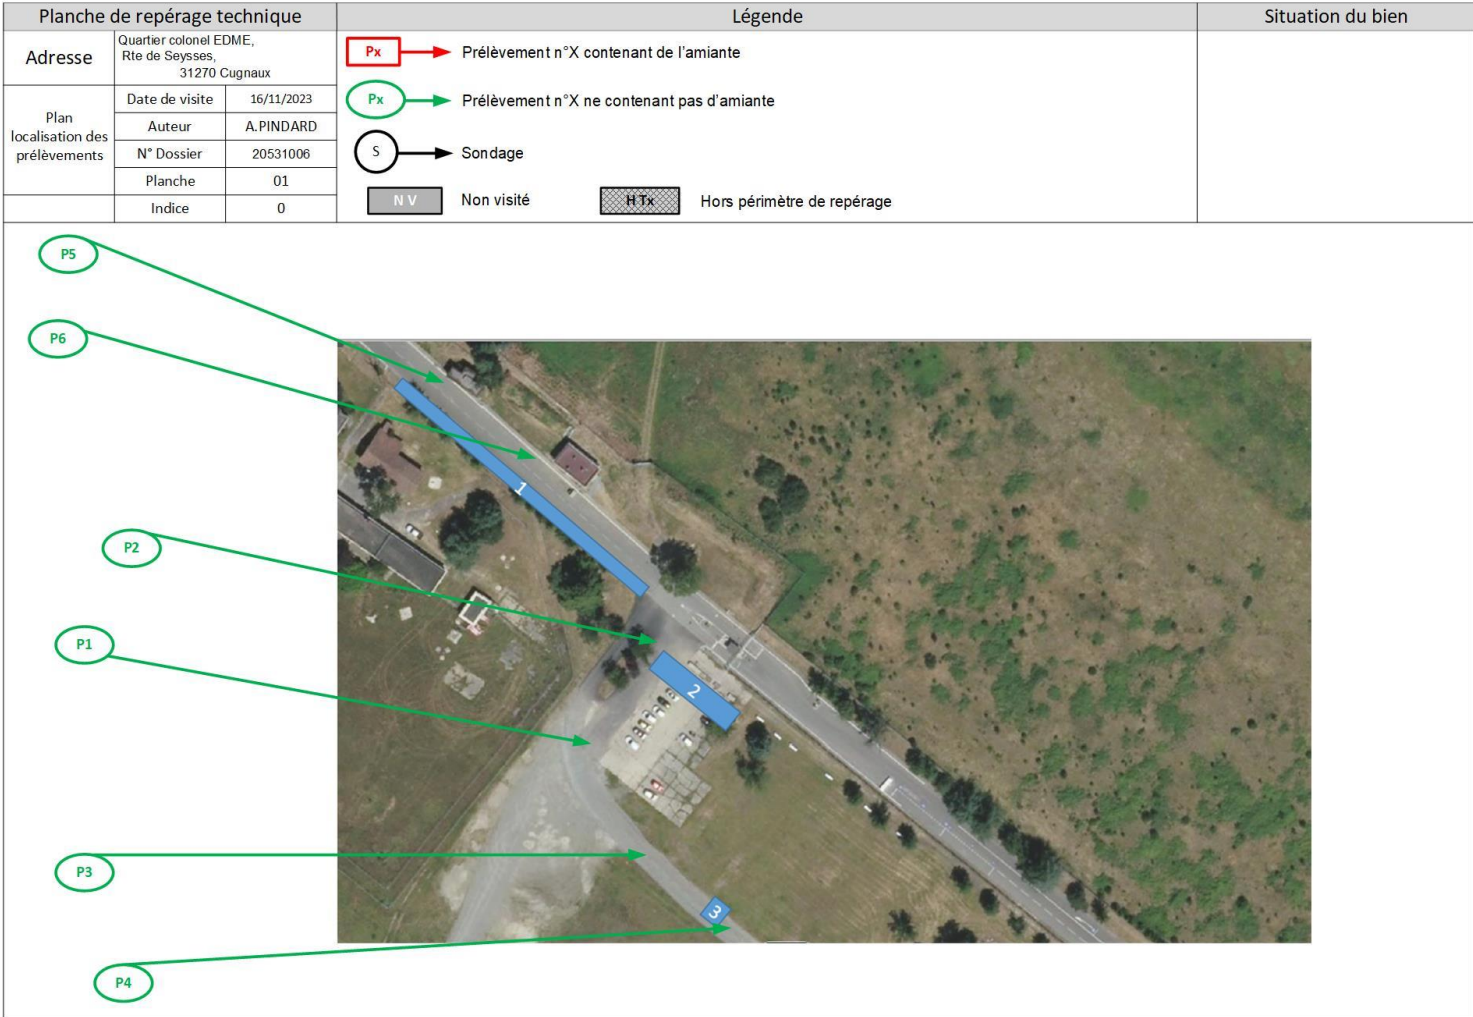 Planche de repérage technique
Légende
Situation du bien
Adresse
Quartier colonel EDME,
Rte de Seysses,
31270 Cugnaux
Plan
localisation des
prélèvements
Date de visite
16/11/2023
Auteur
A.PINDARD
N° Dossier
20531006
Planche
01
Indice
0
Px
Prélèvement n°X contenant de l'amiante
Px
Prélèvement n°X ne contenant pas d'amiante
S
Sondage
N V
Non visité
H Tx
Hors périmètre de repérage
P5
P6
1
P2
P1
2
P3
3
P4